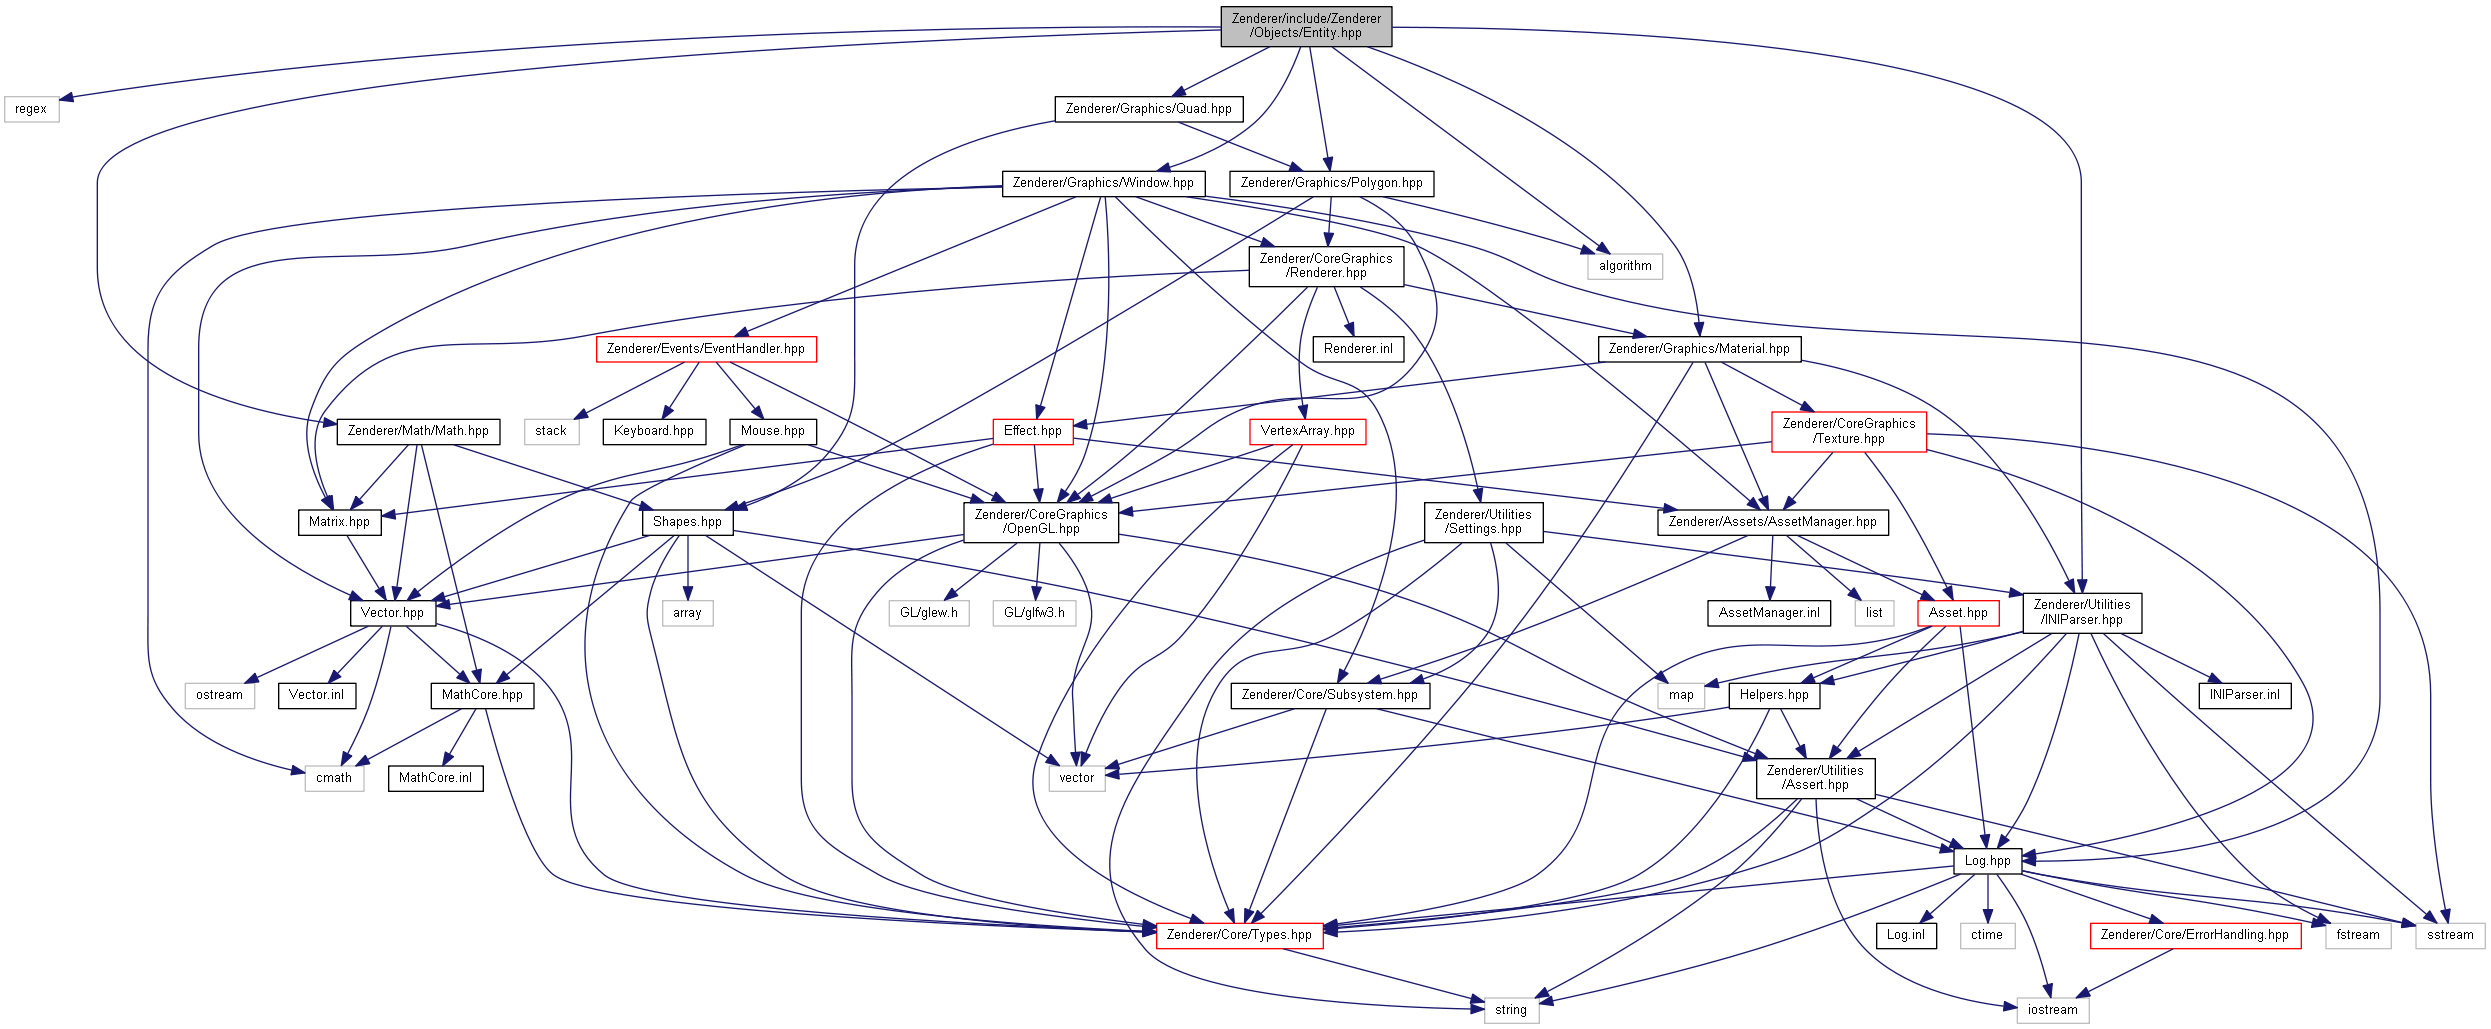 Zenderer/include/Zenderer
/Objects/Entity.hpp
regex
Zenderer/Graphics/Quad.hpp
Zenderer/Graphics/Window.hpp
Zenderer/Graphics/Polygon.hpp
Zenderer/CoreGraphics
/Renderer.hpp
algorithm
Zenderer/Events/EventHandler.hpp
Renderer.inl
Zenderer/Graphics/Material.hpp
Zenderer/Math/Math.hpp
stack
Keyboard.hpp
Mouse.hpp
Effect.hpp
VertexArray.hpp
Zenderer/CoreGraphics
/Texture.hpp
Matrix.hpp
Shapes.hpp
Zenderer/CoreGraphics
/OpenGL.hpp
Zenderer/Utilities
/Settings.hpp
Zenderer/Assets/AssetManager.hpp
Vector.hpp
array
GL/glew.h
GL/glfw3.h
AssetManager.inl
list
Asset.hpp
Zenderer/Utilities
/INIParser.hpp
ostream
Vector.inl
MathCore.hpp
Zenderer/Core/Subsystem.hpp
map
Helpers.hpp
INIParser.inl
cmath
MathCore.inl
vector
Zenderer/Utilities
/Assert.hpp
Log.hpp
Zenderer/Core/Types.hpp
Log.inl
ctime
Zenderer/Core/ErrorHandling.hpp
fstream
sstream
string
iostream